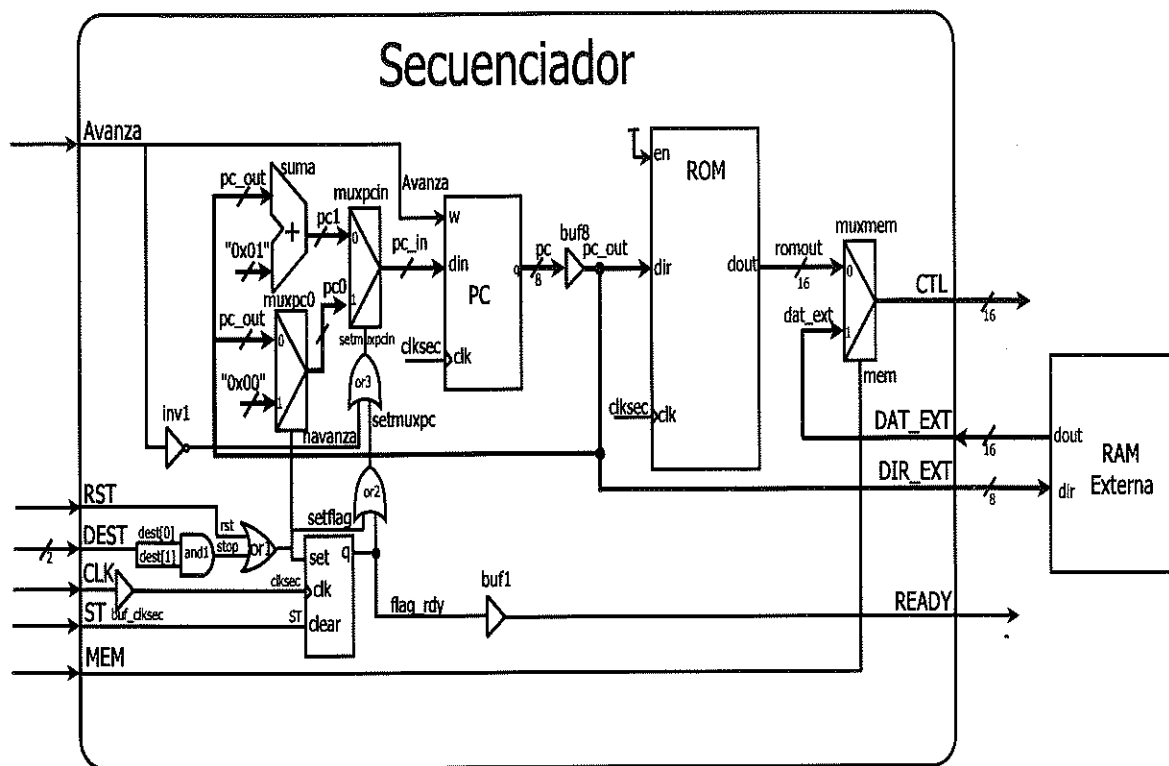 Secuenciador
Avanza
pc_out
suma
+
"0x01"
pc1
muxpcin
0
1
pc_in
Avanza
w
din
PC
q
clk
clksec
pc
8
buf8
pc_out
en
ROM
dir
dout
clksec
clk
romout
16
muxmem
0
1
dat_ext
mem
CTL
16
pc_out
muxpc0
0
1
pc0
"0x00"
setmuxpcin
or3
setmuxpc
inv1
navanza
DAT_EXT
16
dout
RAM
Externa
DIR_EXT
8
dir
RST
rst
DEST
2
dest[0]
dest[1]
and1
stop
or1
setflag
or2
set
q
clk
clear
CLK
buf_clksec
clksec
ST
ST
flag_rdy
buf1
READY
MEM